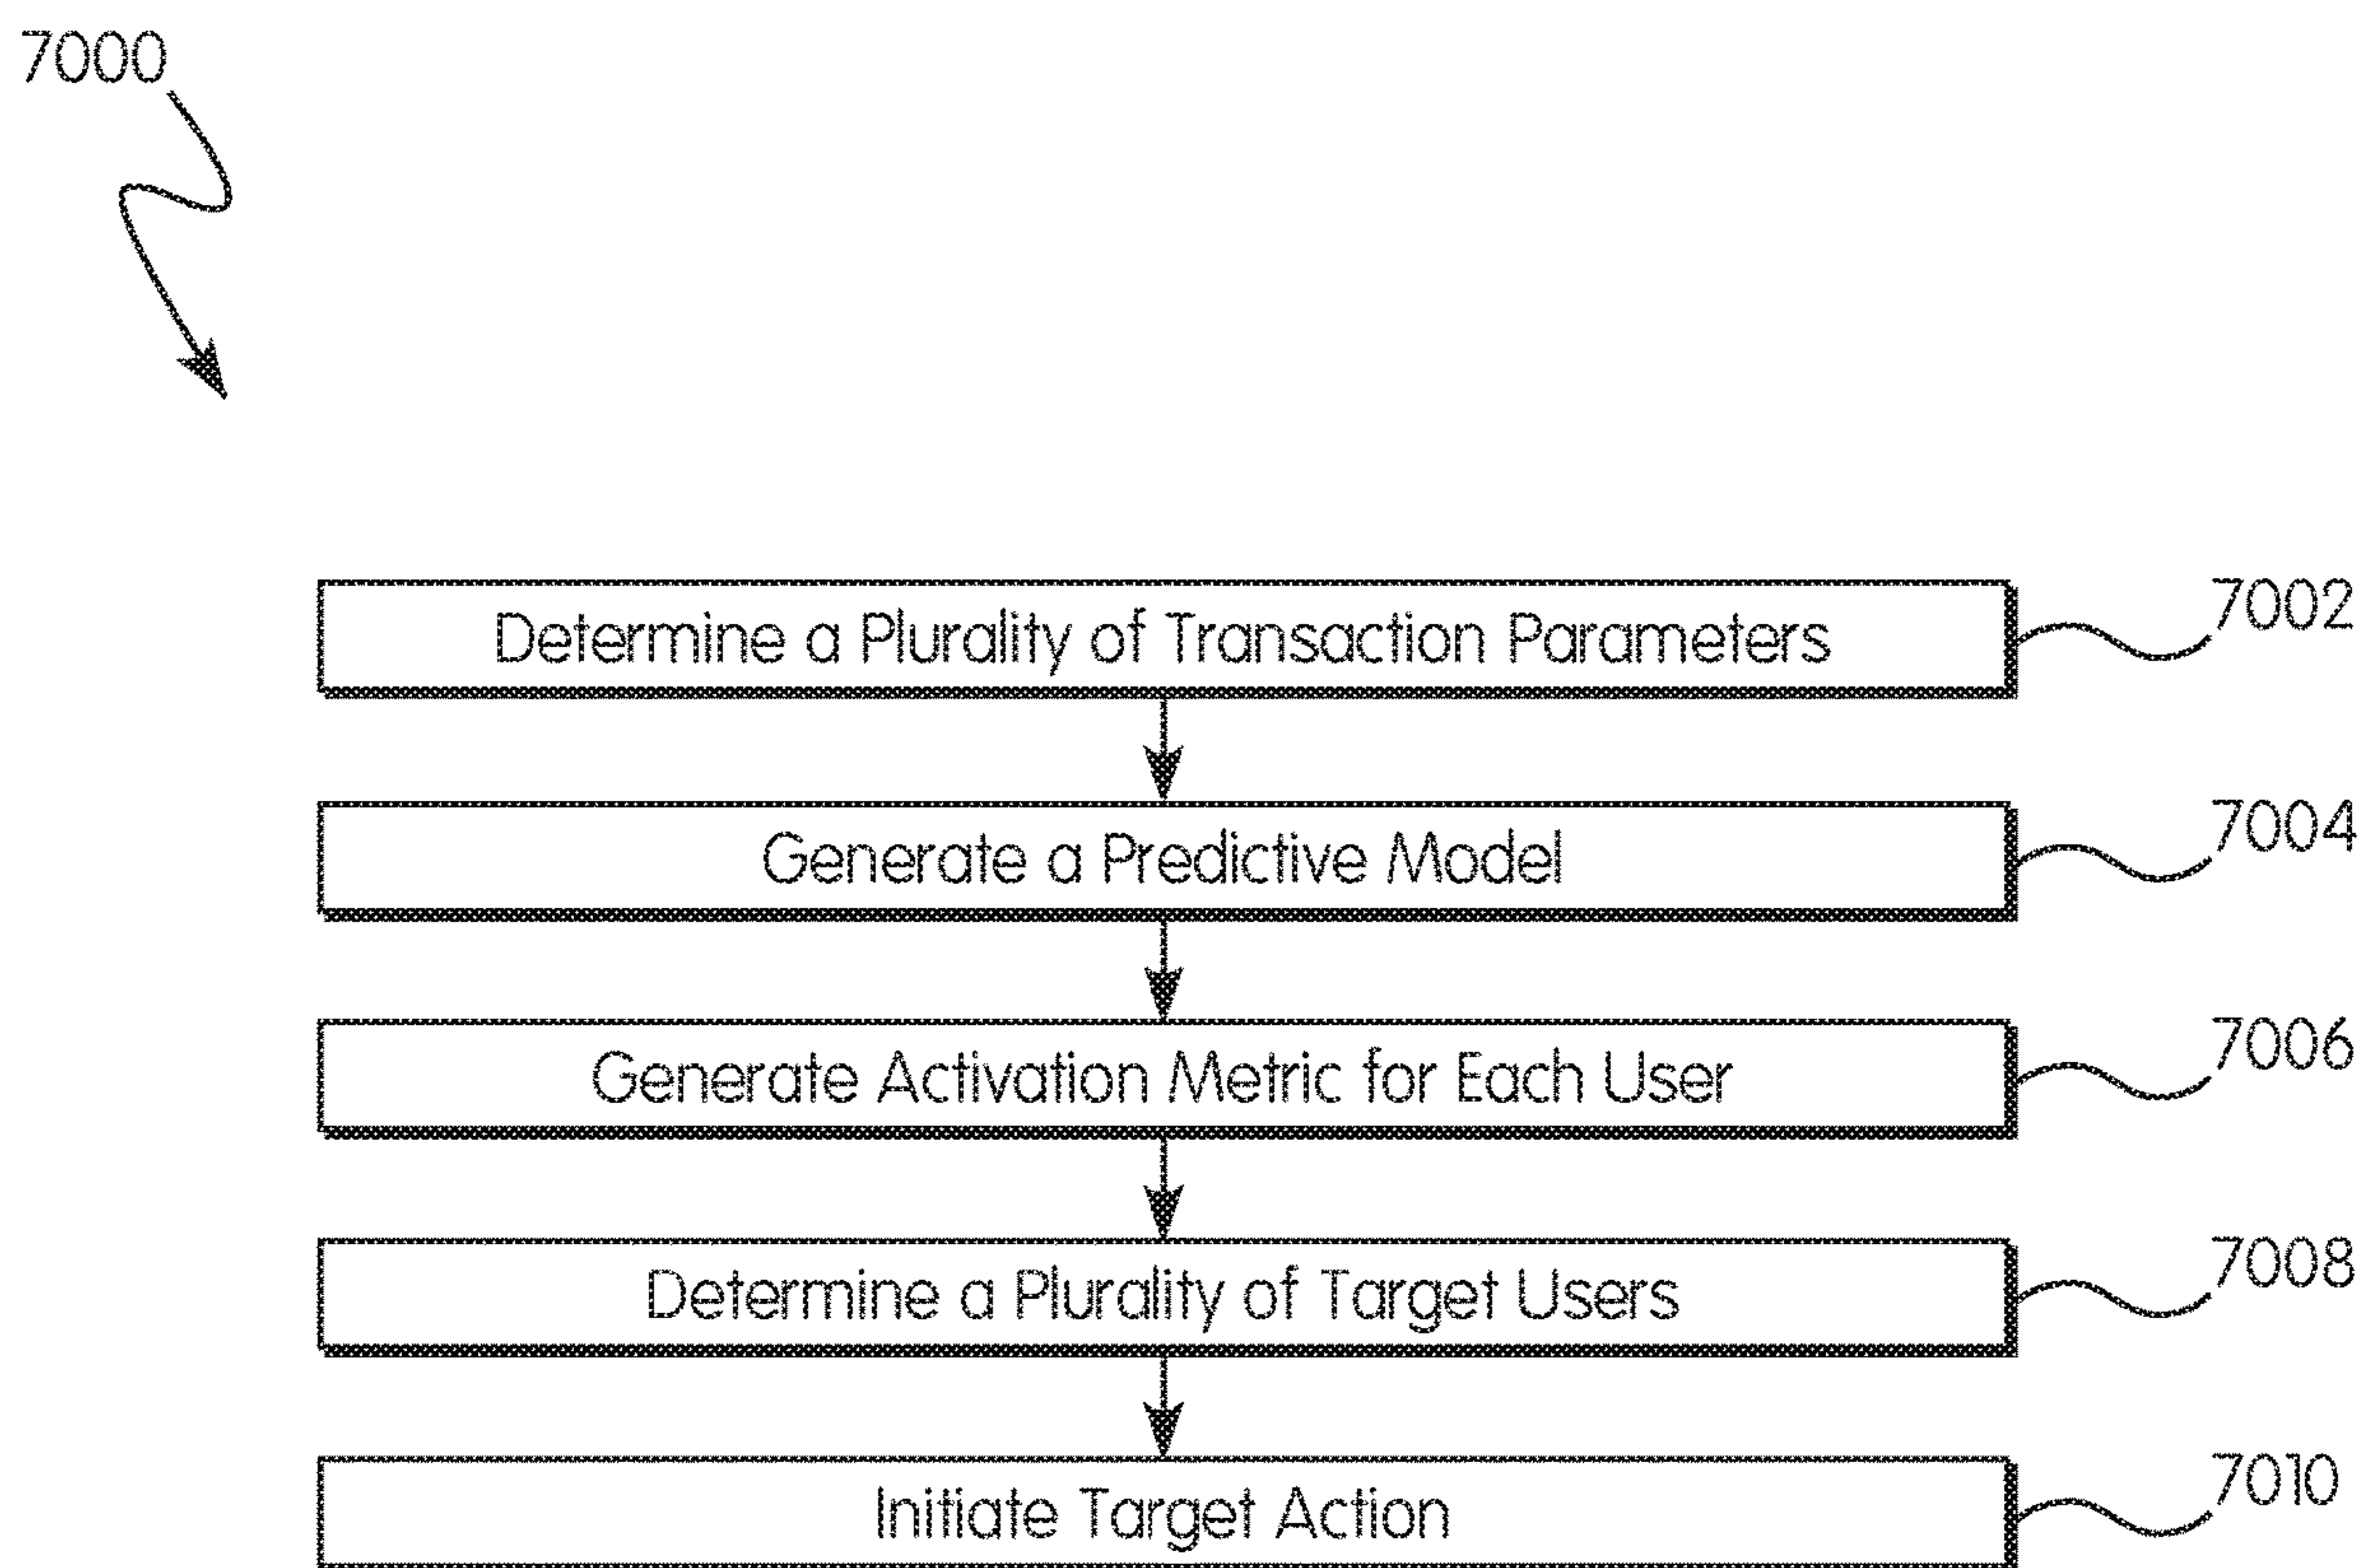 7000
Determine a Plurality of Transaction Parameters
7002
Generate a Predictive Model
7004
Generate Activation Metric for Each User
7006
Determine a Plurality of Target Users
7008
Initiate Target Action
7010